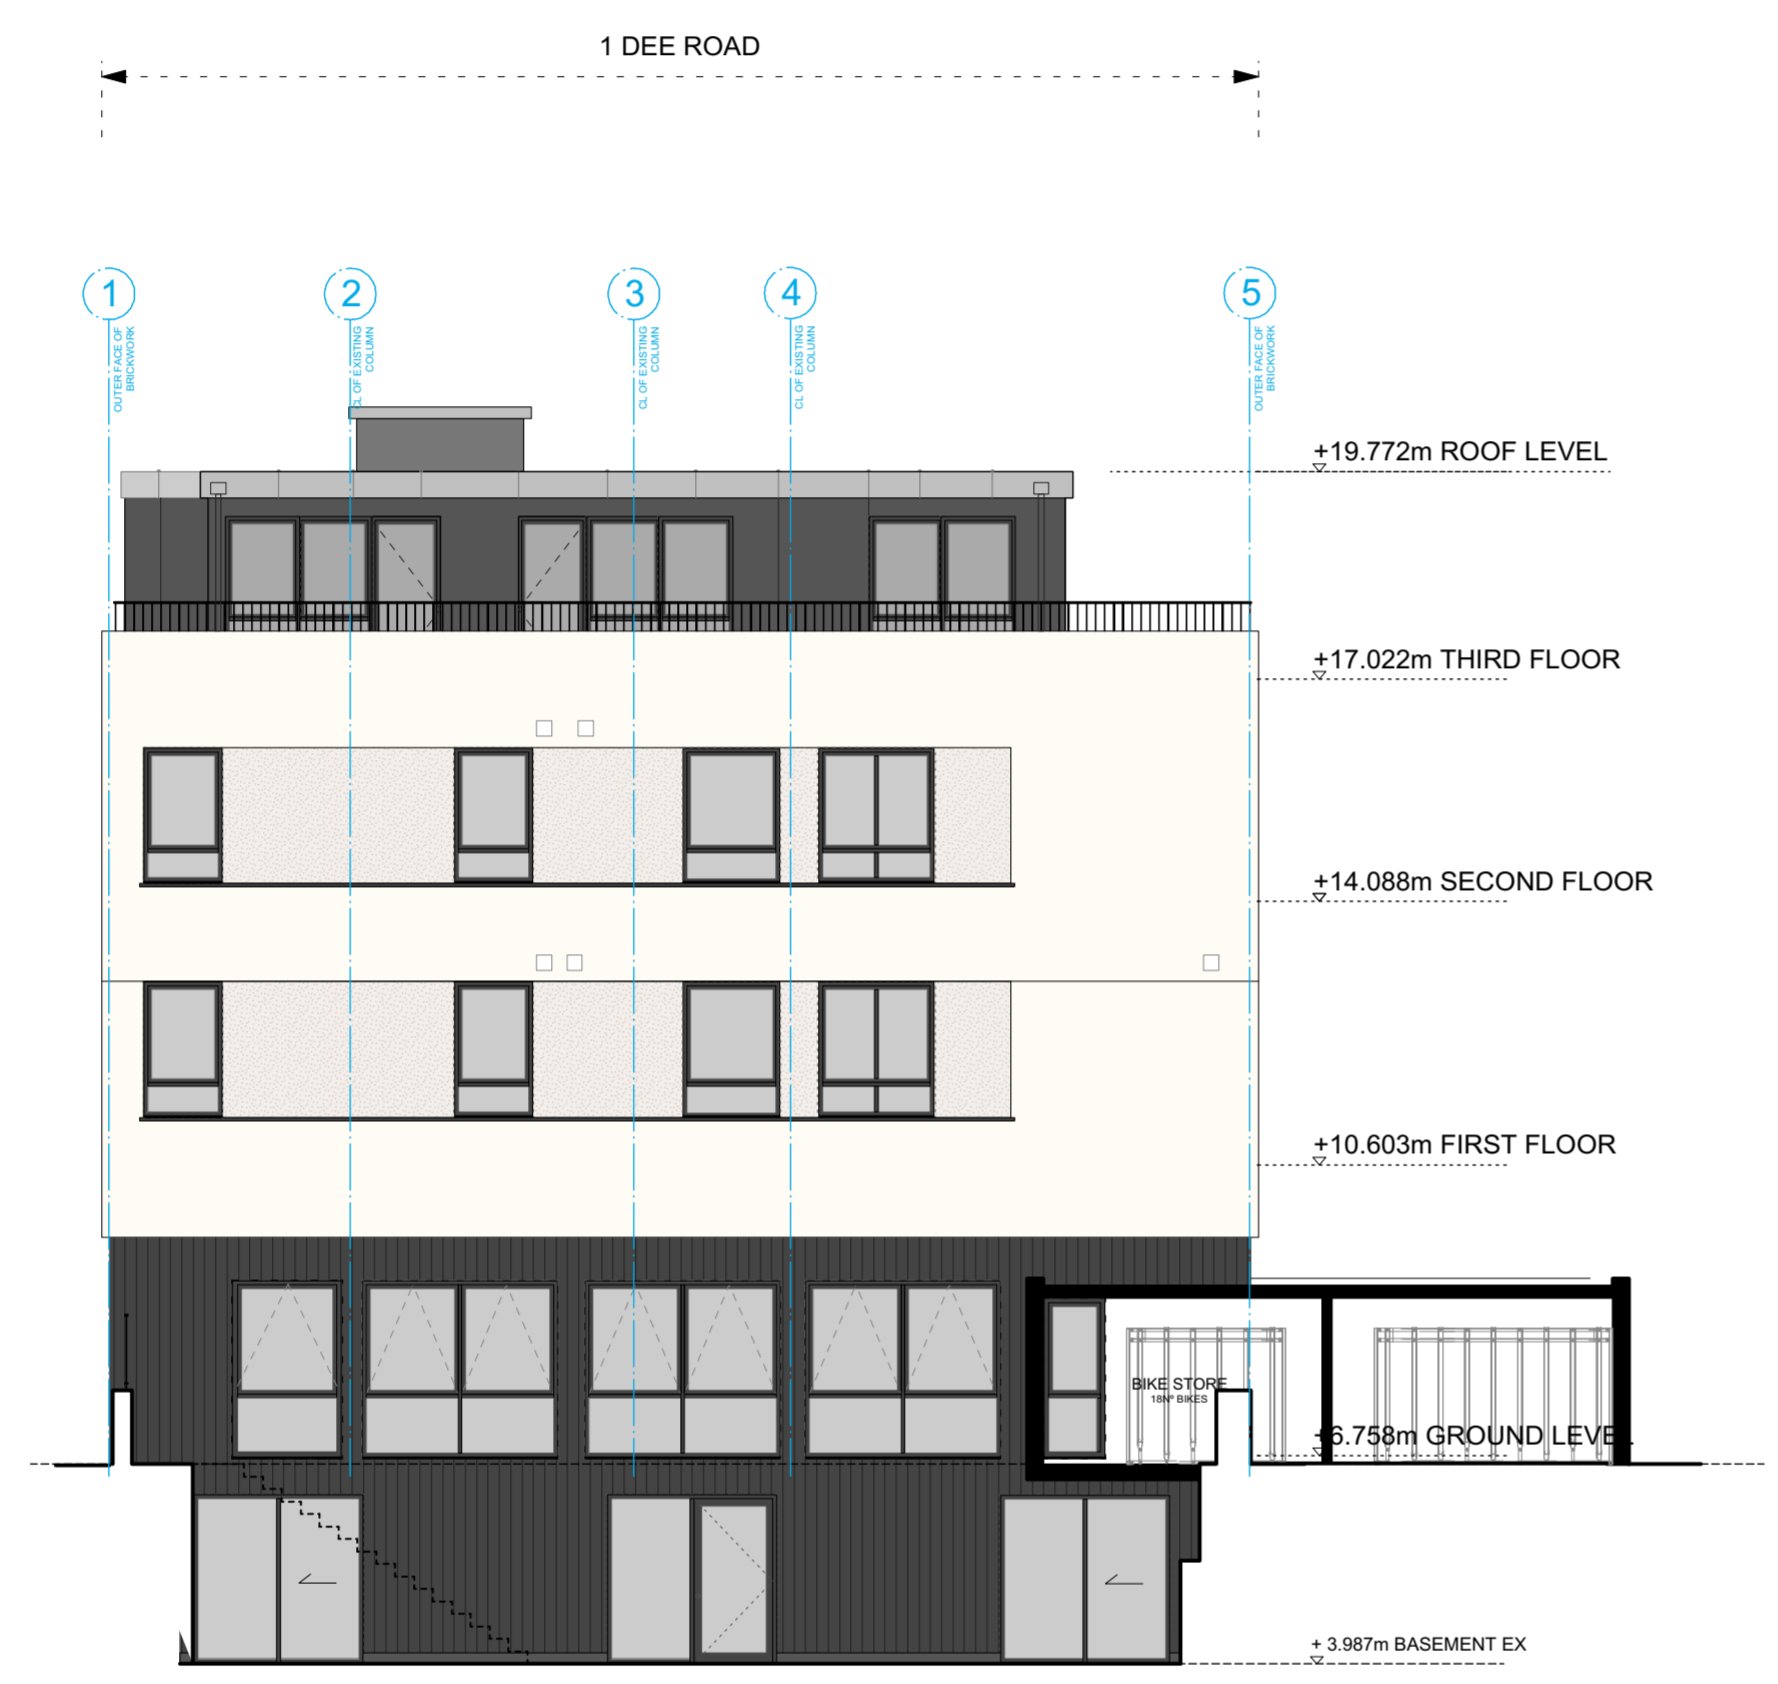 1 DEE ROAD
1
2
3
4
5
OUTER FACE OF
BRICKWORK
CL OF EXISTING
COLUMN
CL OF EXISTING
COLUMN
CL OF EXISTING
COLUMN
OUTER FACE OF
BRICKWORK
+19.772m ROOF LEVEL
+17.022m THIRD FLOOR
+14.088m SECOND FLOOR
+10.603m FIRST FLOOR
BIKE STORE
18Nº BIKES
+6.758m GROUND LEVEL
+ 3.987m BASEMENT EX